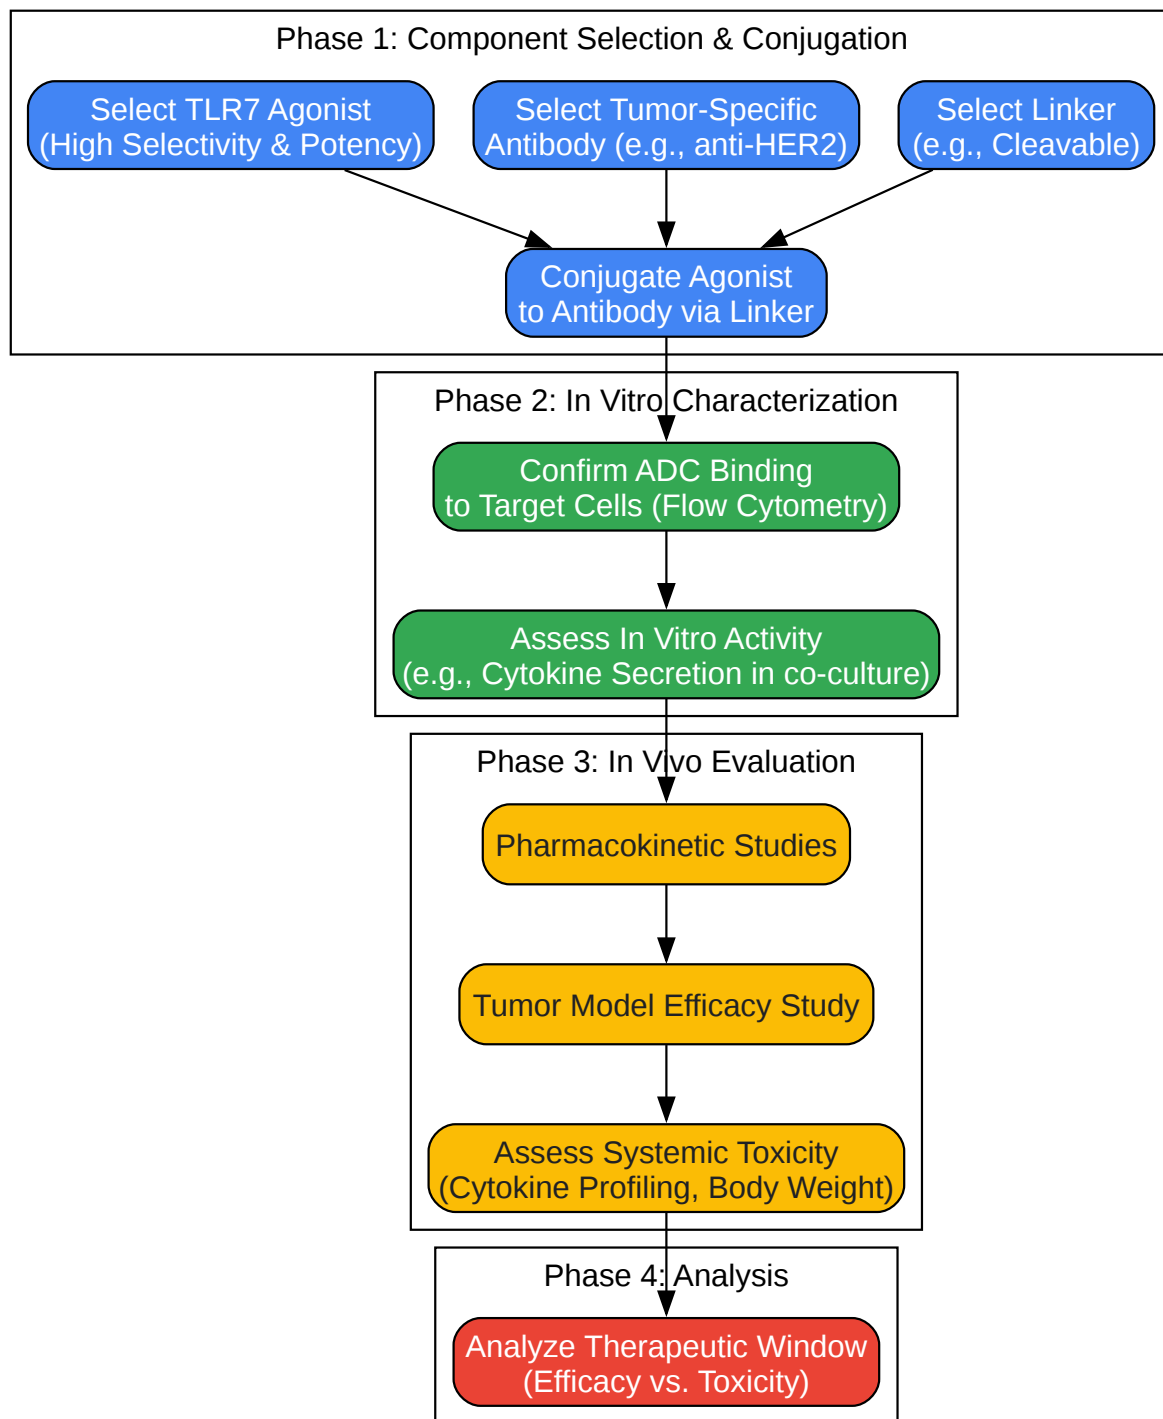 Phase 1: Component Selection & Conjugation
Select TLR7 Agonist
(High Selectivity & Potency)
Select Tumor-Specific
Antibody (e.g., anti-HER2)
Select Linker
(e.g., Cleavable)
Conjugate Agonist
to Antibody via Linker
Phase 2: In Vitro Characterization
Confirm ADC Binding
to Target Cells (Flow Cytometry)
Assess In Vitro Activity
(e.g., Cytokine Secretion in co-culture)
Phase 3: In Vivo Evaluation
Pharmacokinetic Studies
Tumor Model Efficacy Study
Assess Systemic Toxicity
(Cytokine Profiling, Body Weight)
Phase 4: Analysis
Analyze Therapeutic Window
(Efficacy vs. Toxicity)